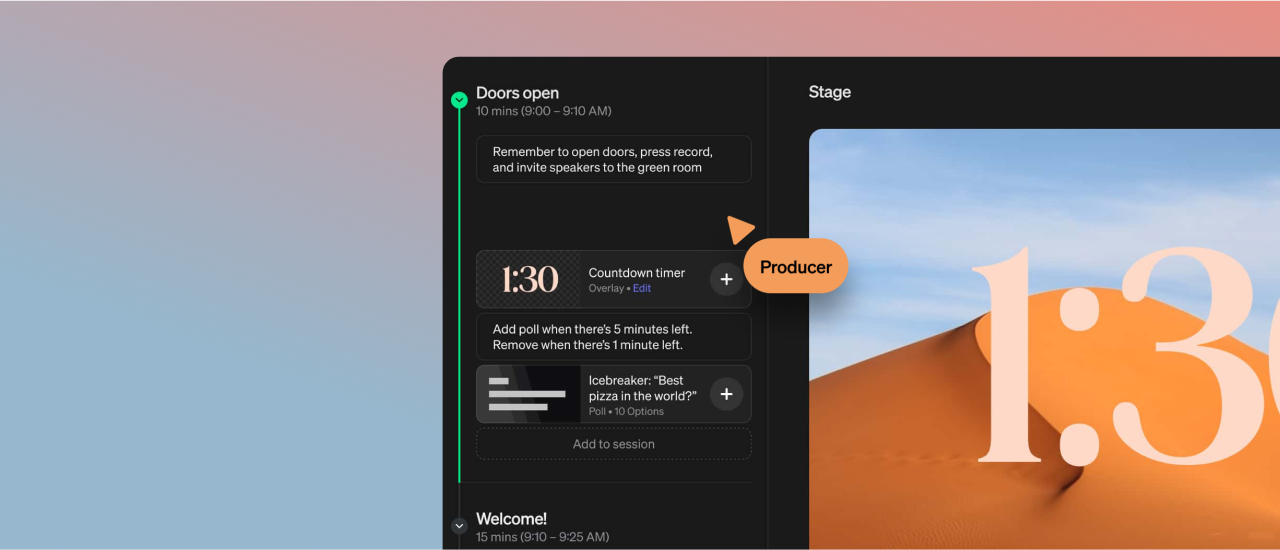 Doors open
10 mins (9:00 – 9:10 AM)
Remember to open doors, press record,
and invite speakers to the green room
1:30
Countdown timer
Overlay • Edit
Add poll when there’s 5 minutes left.
Remove when there’s 1 minute left.
Icebreaker: “Best
pizza in the world?”
Poll • 10 Options
Add to session
Welcome!
15 mins (9:10 – 9:25 AM)
Stage
Producer
1:3